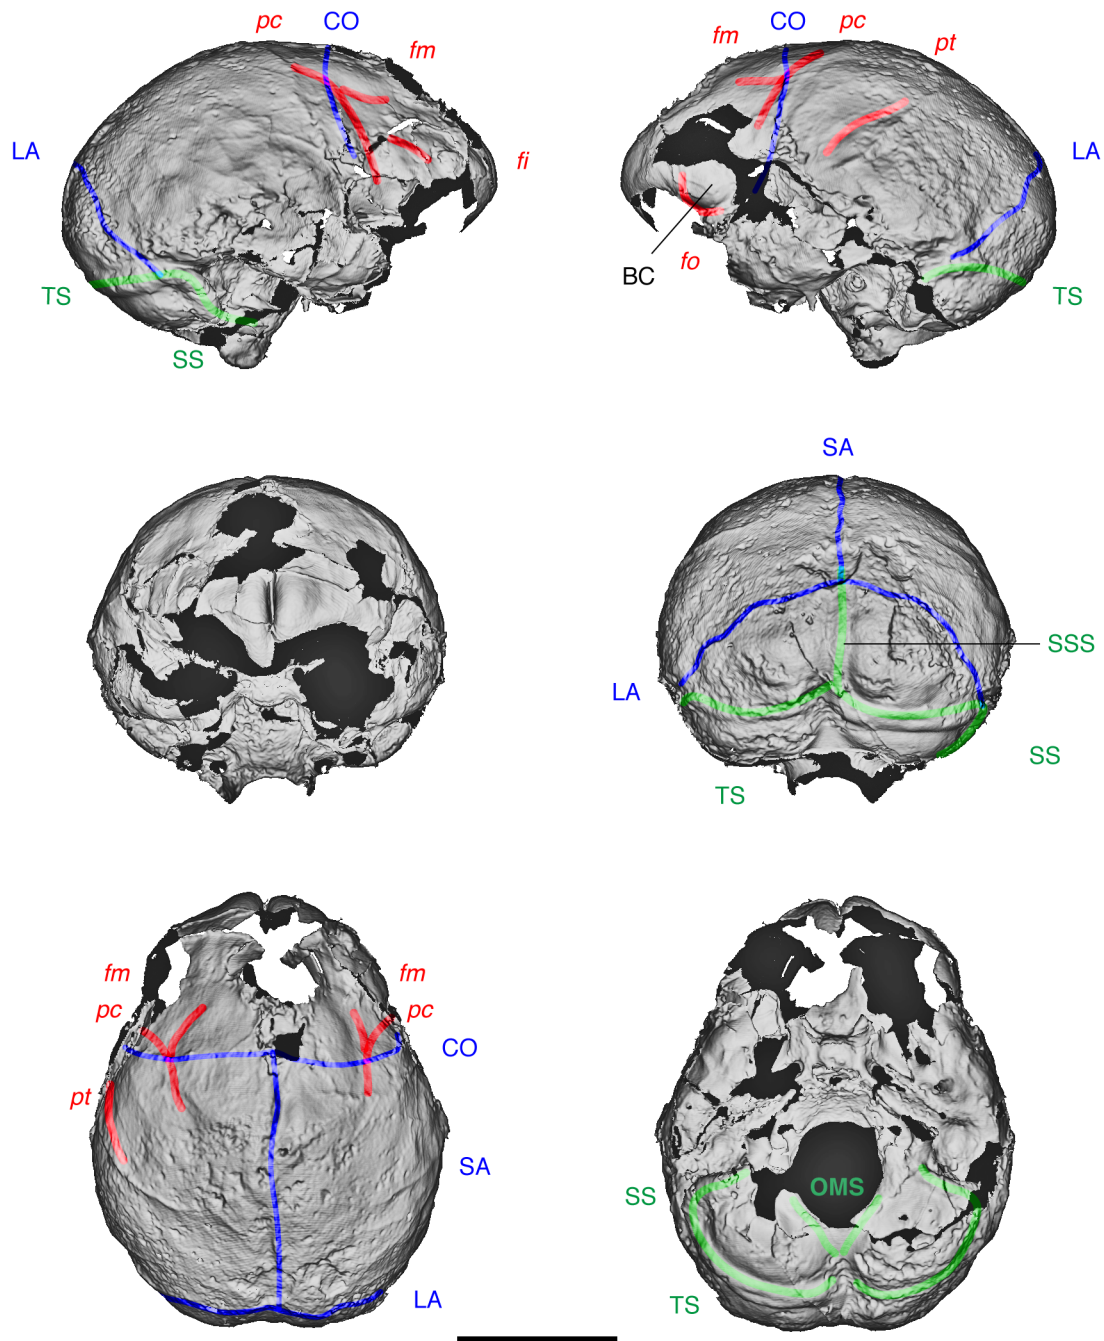 pc CO fm
LA
fi
TS
SS
fm CO pc pt
LA
BC fo
TS
SA
SSS
LA
SS
TS
fm fm
pc pc
CO
pt
SA
LA
OMS
SS
TS